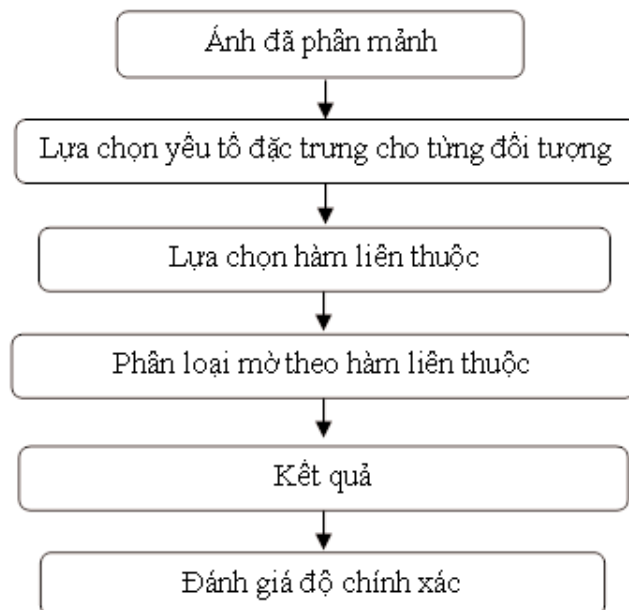 Ảnh đã phân mảnh
Lựa chọn yếu tố đặc trưng cho từng đối tượng
Lựa chọn hàm liên thuộc
Phân loại mờ theo hàm liên thuộc
Kết quả
Đánh giá độ chính xác